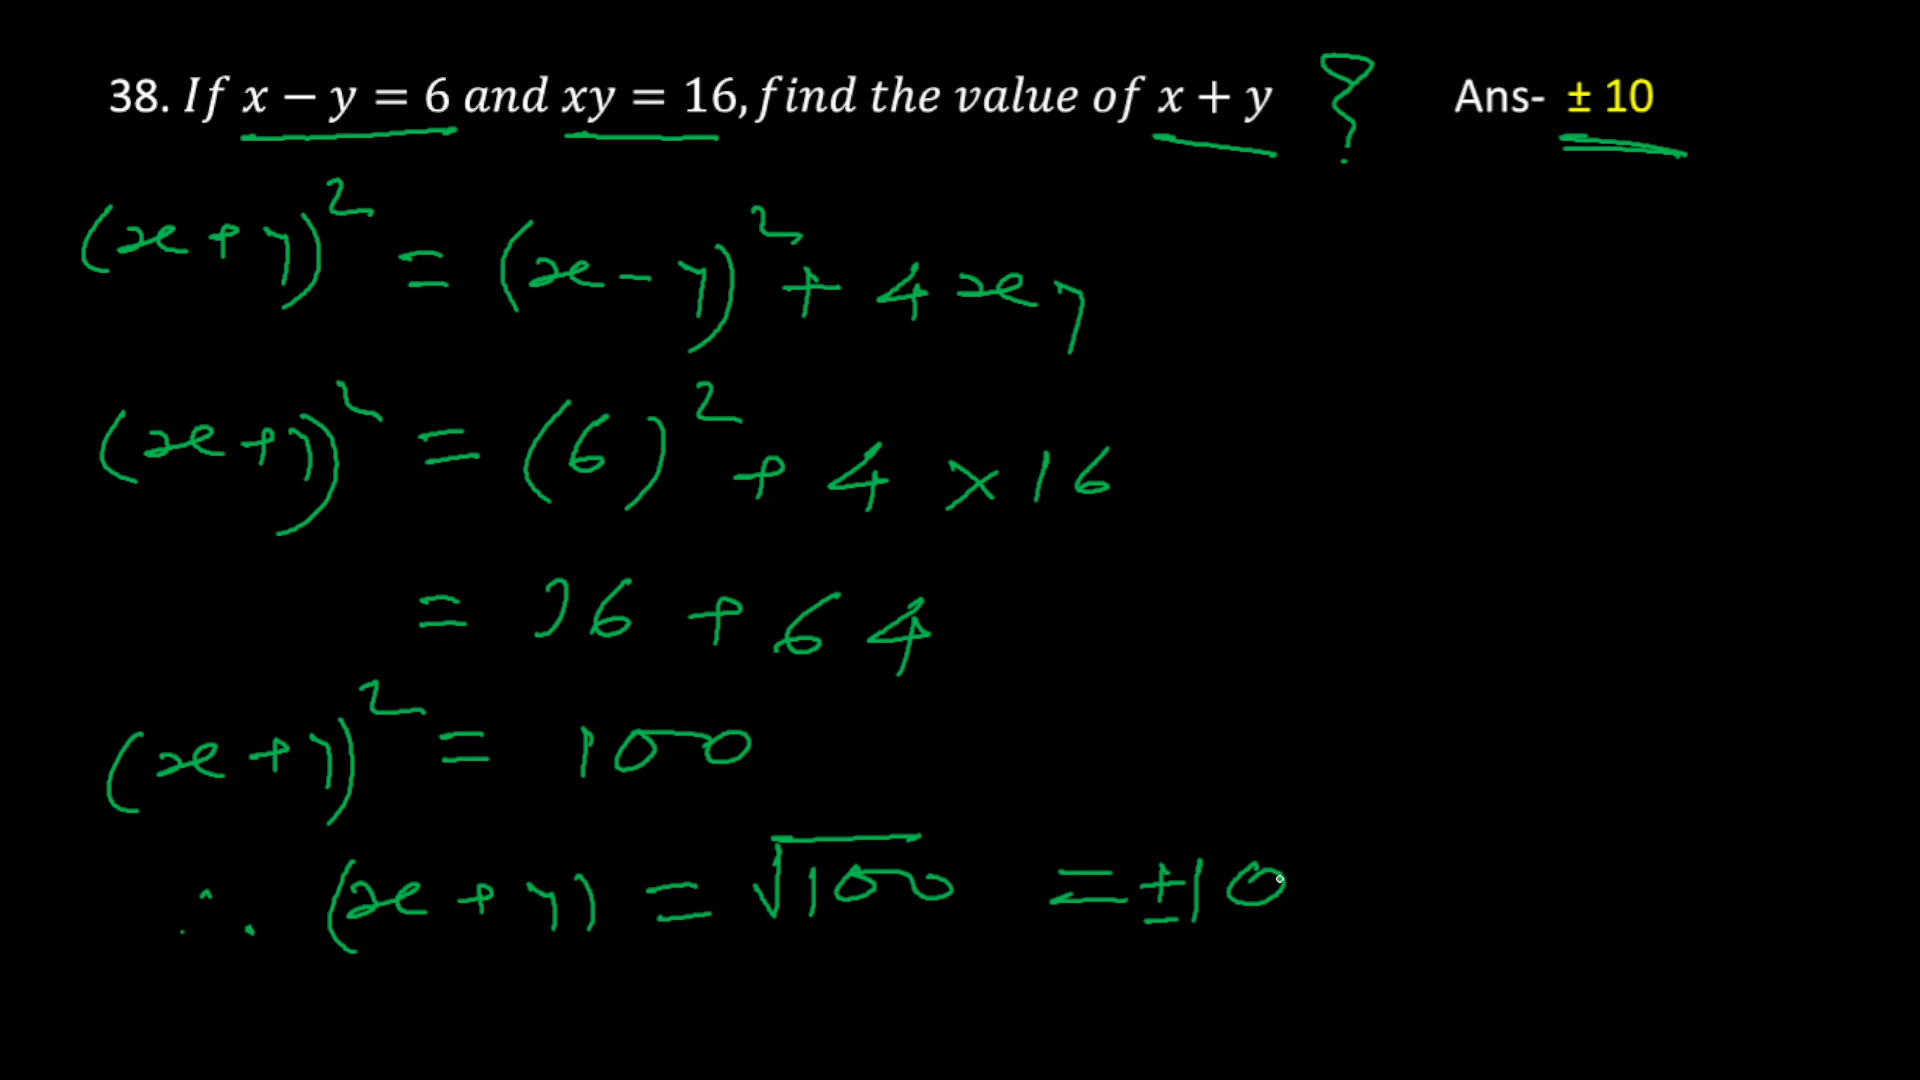 38. If x − y = 6 and xy = 16, find the value of x + y ? Ans- ± 10
(x + y)² = (x - y)² + 4xy
(x + y)² = (6)² + 4 × 16
= 36 + 64
(x + y)² = 100
∴ (x + y) = √100 = ±10